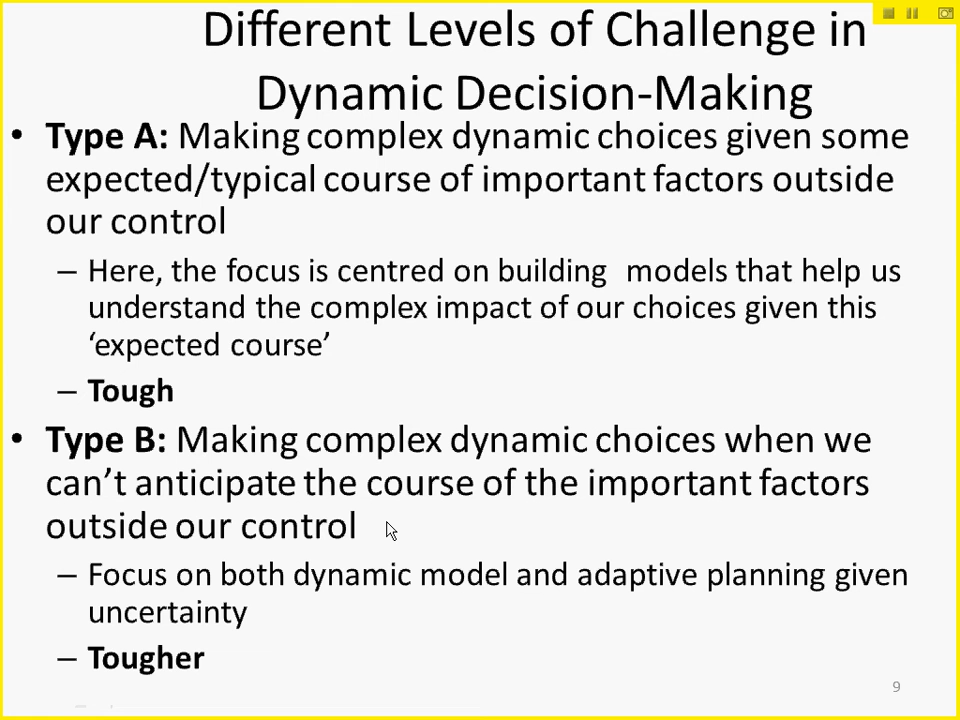 Different Levels of Challenge in
Dynamic Decision-Making
• Type A: Making complex dynamic choices given some
expected/typical course of important factors outside
our control
– Here, the focus is centred on building models that help us
understand the complex impact of our choices given this
‘expected course’
– Tough
• Type B: Making complex dynamic choices when we
can’t anticipate the course of the important factors
outside our control
– Focus on both dynamic model and adaptive planning given
uncertainty
– Tougher
9